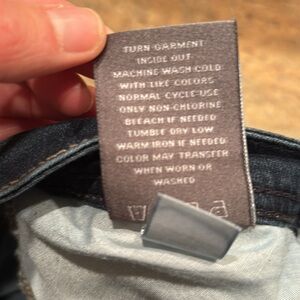 TURN GARMENT
INSIDE OUT
MACHINE WASH COLD
WITH LIKE COLORS
NORMAL CYCLE USE
ONLY NON-CHLORINE
BLEACH IF NEEDED
TUMBLE DRY LOW
WARM IRON IF NEEDED
COLOR MAY TRANSFER
WHEN WORN OR
WASHED